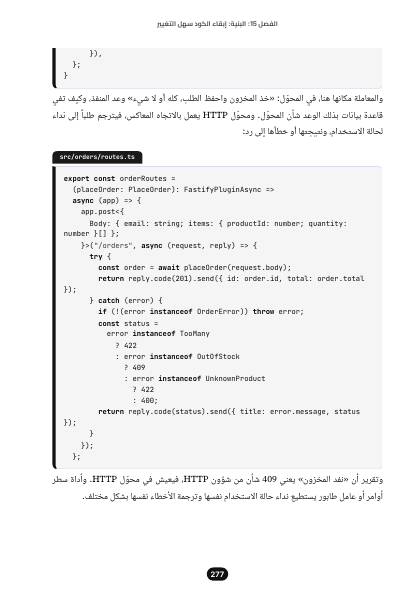 الفصل 15: البنية: إبقاء الكود سهل التغيير
      }),
  };
}
والمعاملة مكانها هنا، في المحوّل: «خذ المخزون واحفظ الطلب، كله أو لا شيء» وعد المنفذ، وكيف تفي
قاعدة بيانات بذلك الوعد شأن المحوّل. ومحوّل HTTP يعمل بالاتجاه المعاكس، فيترجم طلباً إلى نداء
لحالة الاستخدام، ونتيجتها أو خطأها إلى رد:
src/orders/routes.ts
export const orderRoutes =
  (placeOrder: PlaceOrder): FastifyPluginAsync =>
  async (app) => {
    app.post<{
      Body: { email: string; items: { productId: number; quantity:
number }[] };
    }>("/orders", async (request, reply) => {
      try {
        const order = await placeOrder(request.body);
        return reply.code(201).send({ id: order.id, total: order.total
});
      } catch (error) {
        if (!(error instanceof OrderError)) throw error;
        const status =
          error instanceof TooMany
            ? 422
            : error instanceof OutOfStock
              ? 409
              : error instanceof UnknownProduct
                ? 422
                : 400;
        return reply.code(status).send({ title: error.message, status
});
      }
    });
  };
وتقرير أن «نفد المخزون» يعني 409 شأن من شؤون HTTP، فيعيش في محوّل HTTP. وأداة سطر
أوامر أو عامل طابور يستطيع نداء حالة الاستخدام نفسها وترجمة الأخطاء نفسها بشكل مختلف.
277